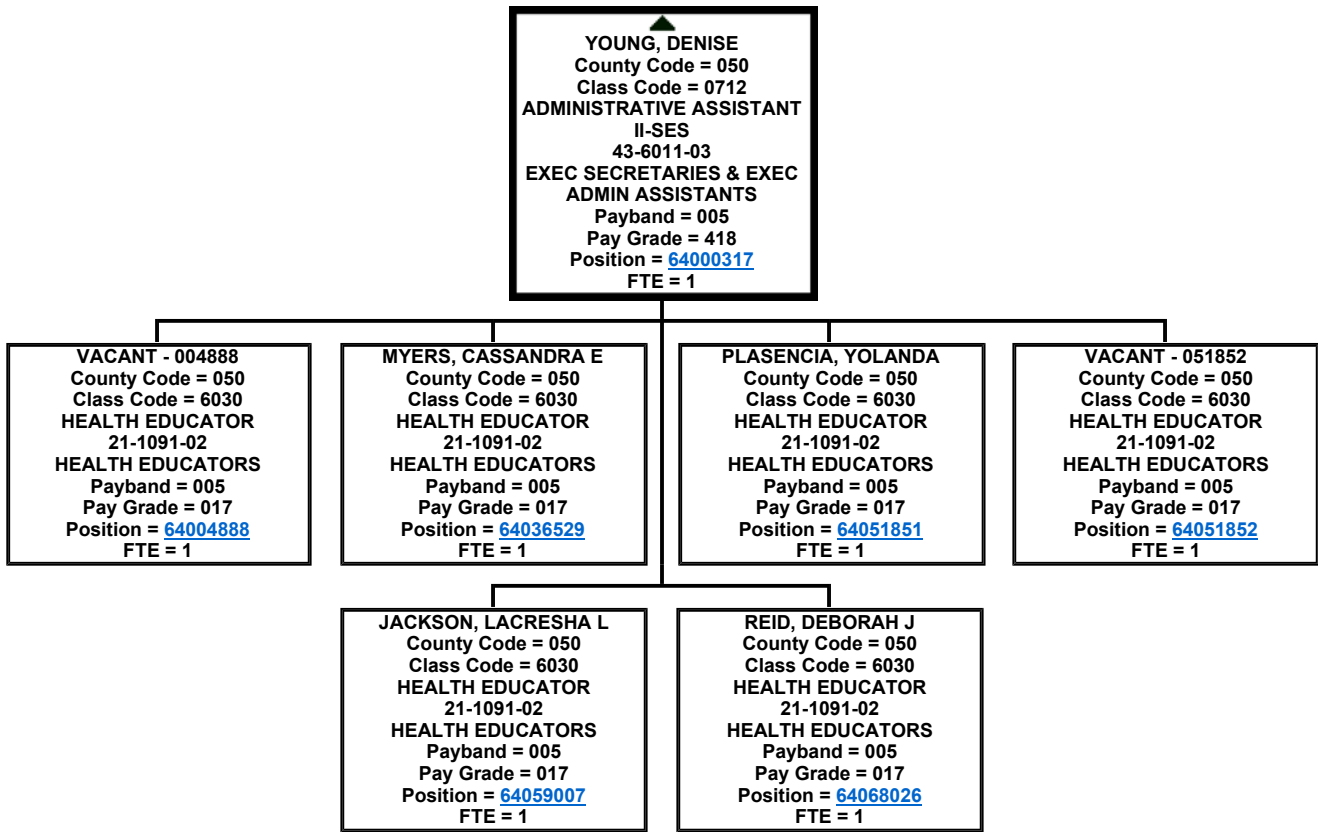 YOUNG, DENISE
County Code = 050
Class Code = 0712
ADMINISTRATIVE ASSISTANT
II-SES
43-6011-03
EXEC SECRETARIES & EXEC
ADMIN ASSISTANTS
Payband = 005
Pay Grade = 418
Position = 64000317
FTE = 1
VACANT - 004888
County Code = 050
Class Code = 6030
HEALTH EDUCATOR
21-1091-02
HEALTH EDUCATORS
Payband = 005
Pay Grade = 017
Position = 64004888
FTE = 1
MYERS, CASSANDRA E
County Code = 050
Class Code = 6030
HEALTH EDUCATOR
21-1091-02
HEALTH EDUCATORS
Payband = 005
Pay Grade = 017
Position = 64036529
FTE = 1
PLASENCIA, YOLANDA
County Code = 050
Class Code = 6030
HEALTH EDUCATOR
21-1091-02
HEALTH EDUCATORS
Payband = 005
Pay Grade = 017
Position = 64051851
FTE = 1
VACANT - 051852
County Code = 050
Class Code = 6030
HEALTH EDUCATOR
21-1091-02
HEALTH EDUCATORS
Payband = 005
Pay Grade = 017
Position = 64051852
FTE = 1
JACKSON, LACRESHA L
County Code = 050
Class Code = 6030
HEALTH EDUCATOR
21-1091-02
HEALTH EDUCATORS
Payband = 005
Pay Grade = 017
Position = 64059007
FTE = 1
REID, DEBORAH J
County Code = 050
Class Code = 6030
HEALTH EDUCATOR
21-1091-02
HEALTH EDUCATORS
Payband = 005
Pay Grade = 017
Position = 64068026
FTE = 1